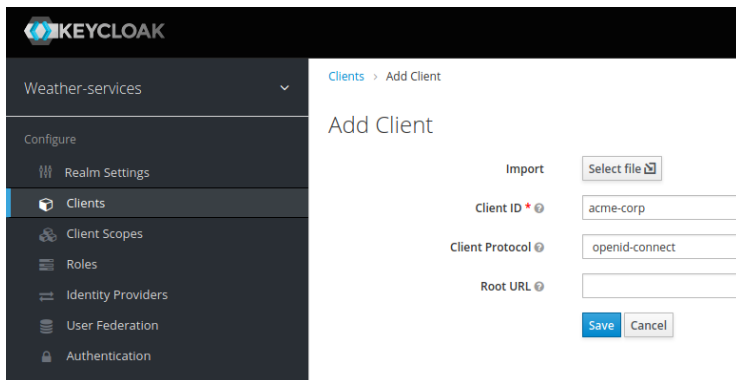 KEYCLOAK
Weather-services
Configure
Realm Settings
Clients
Client Scopes
Roles
Identity Providers
User Federation
Authentication
Clients > Add Client
Add Client
Import Select file
Client ID * acme-corp
Client Protocol openid-connect
Root URL
Save Cancel